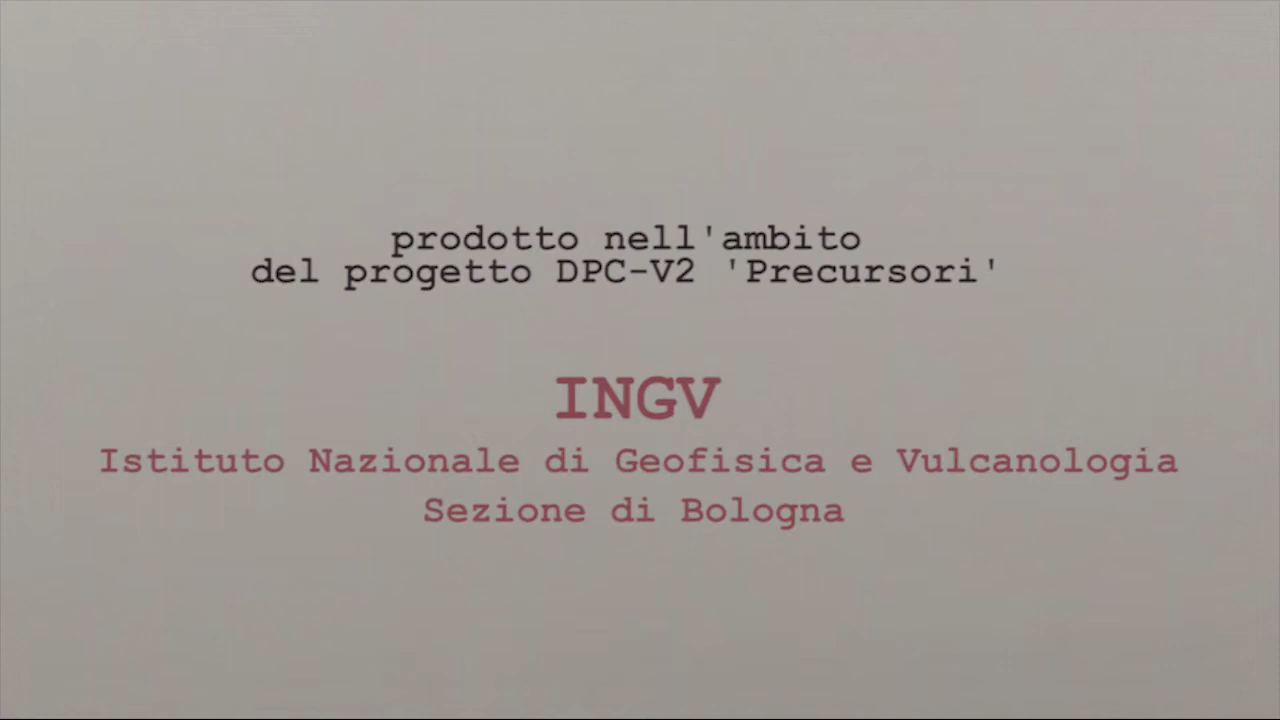 prodotto nell'ambito
del progetto DPC-V2 'Precursori'
INGV
Istituto Nazionale di Geofisica e Vulcanologia
Sezione di Bologna